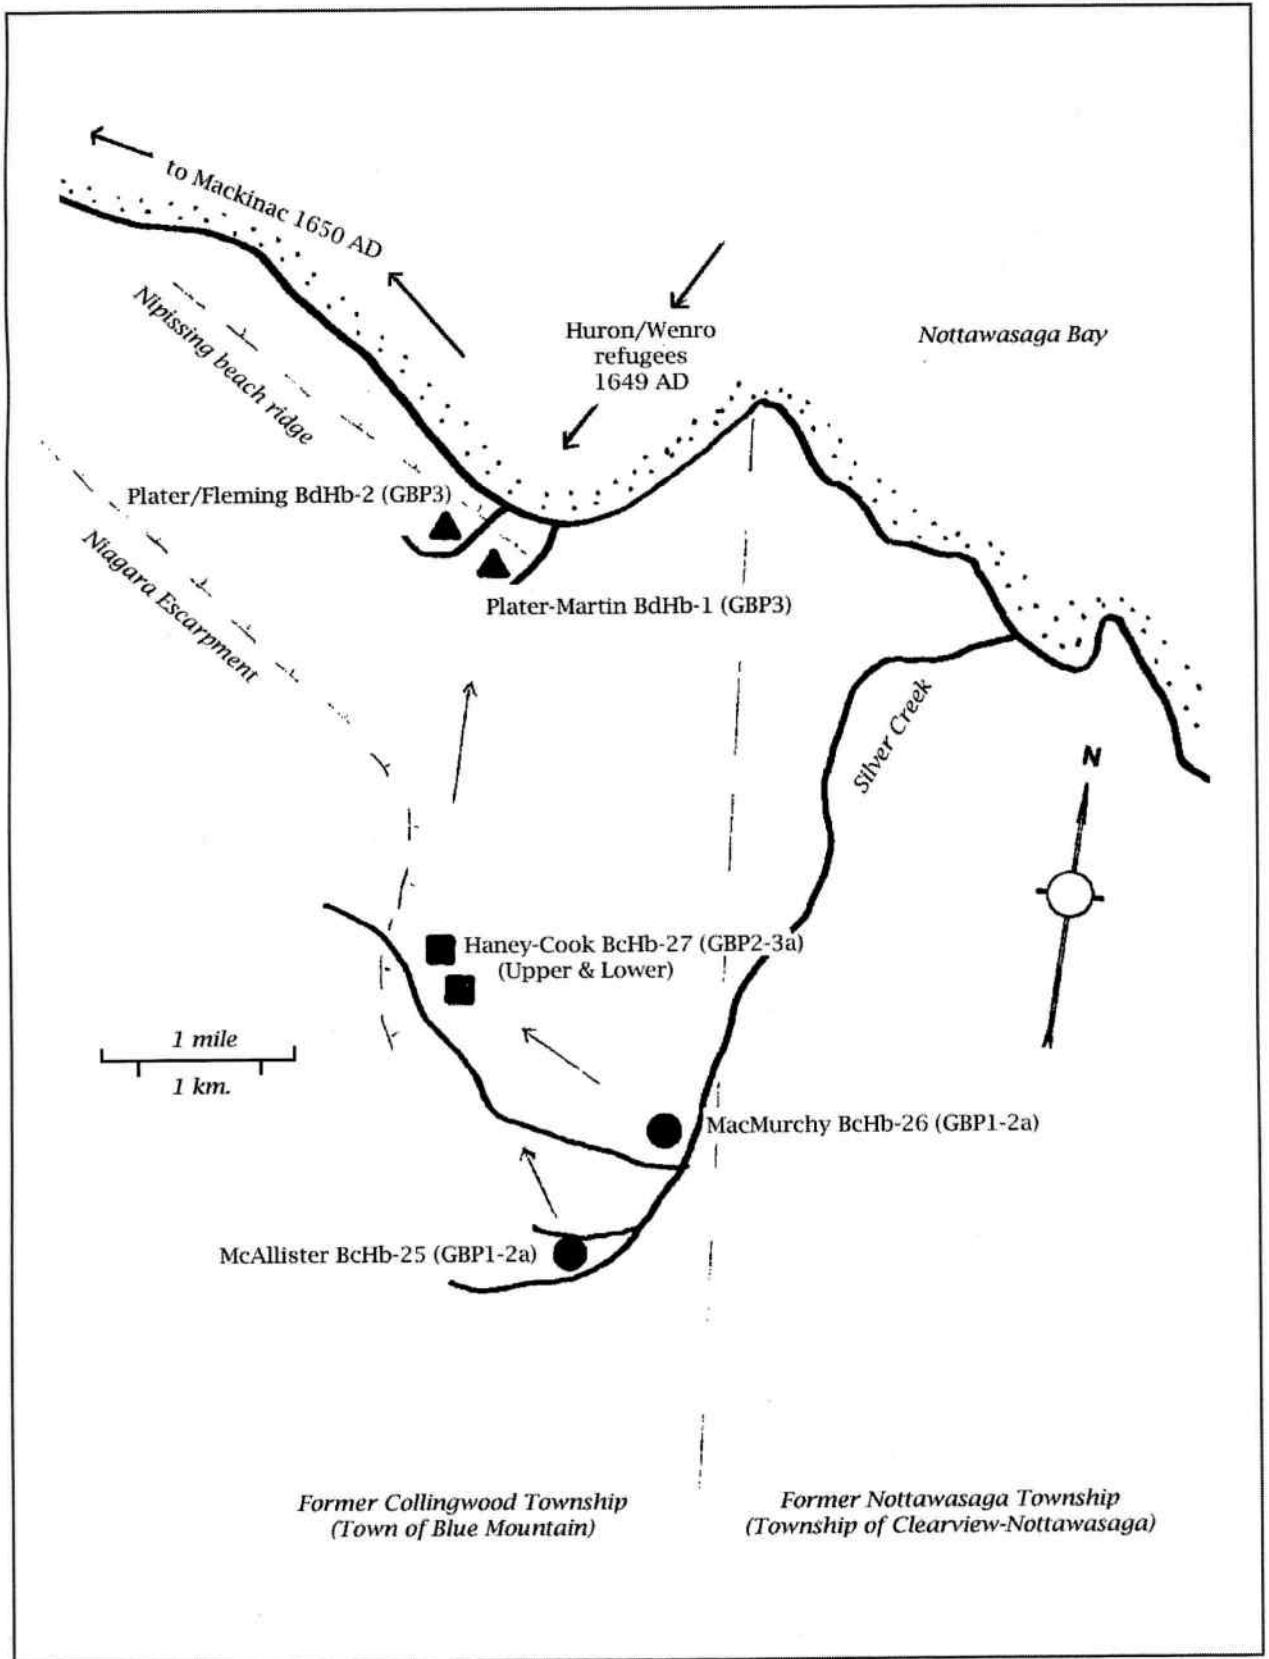 to Mackinac 1650 AD
Huron/Wenro
refugees
1649 AD
Nottawasaga Bay
Nipissing beach ridge
Plater/Fleming BdHb-2 (GBP3)
Niagara Escarpment
Plater-Martin BdHb-1 (GBP3)
Silver Creek
N
Haney-Cook BcHb-27 (GBP2-3a)
(Upper & Lower)
1 mile
1 km.
MacMurchy BcHb-26 (GBP1-2a)
McAllister BcHb-25 (GBP1-2a)
Former Collingwood Township
(Town of Blue Mountain)
Former Nottawasaga Township
(Township of Clearview-Nottawasaga)